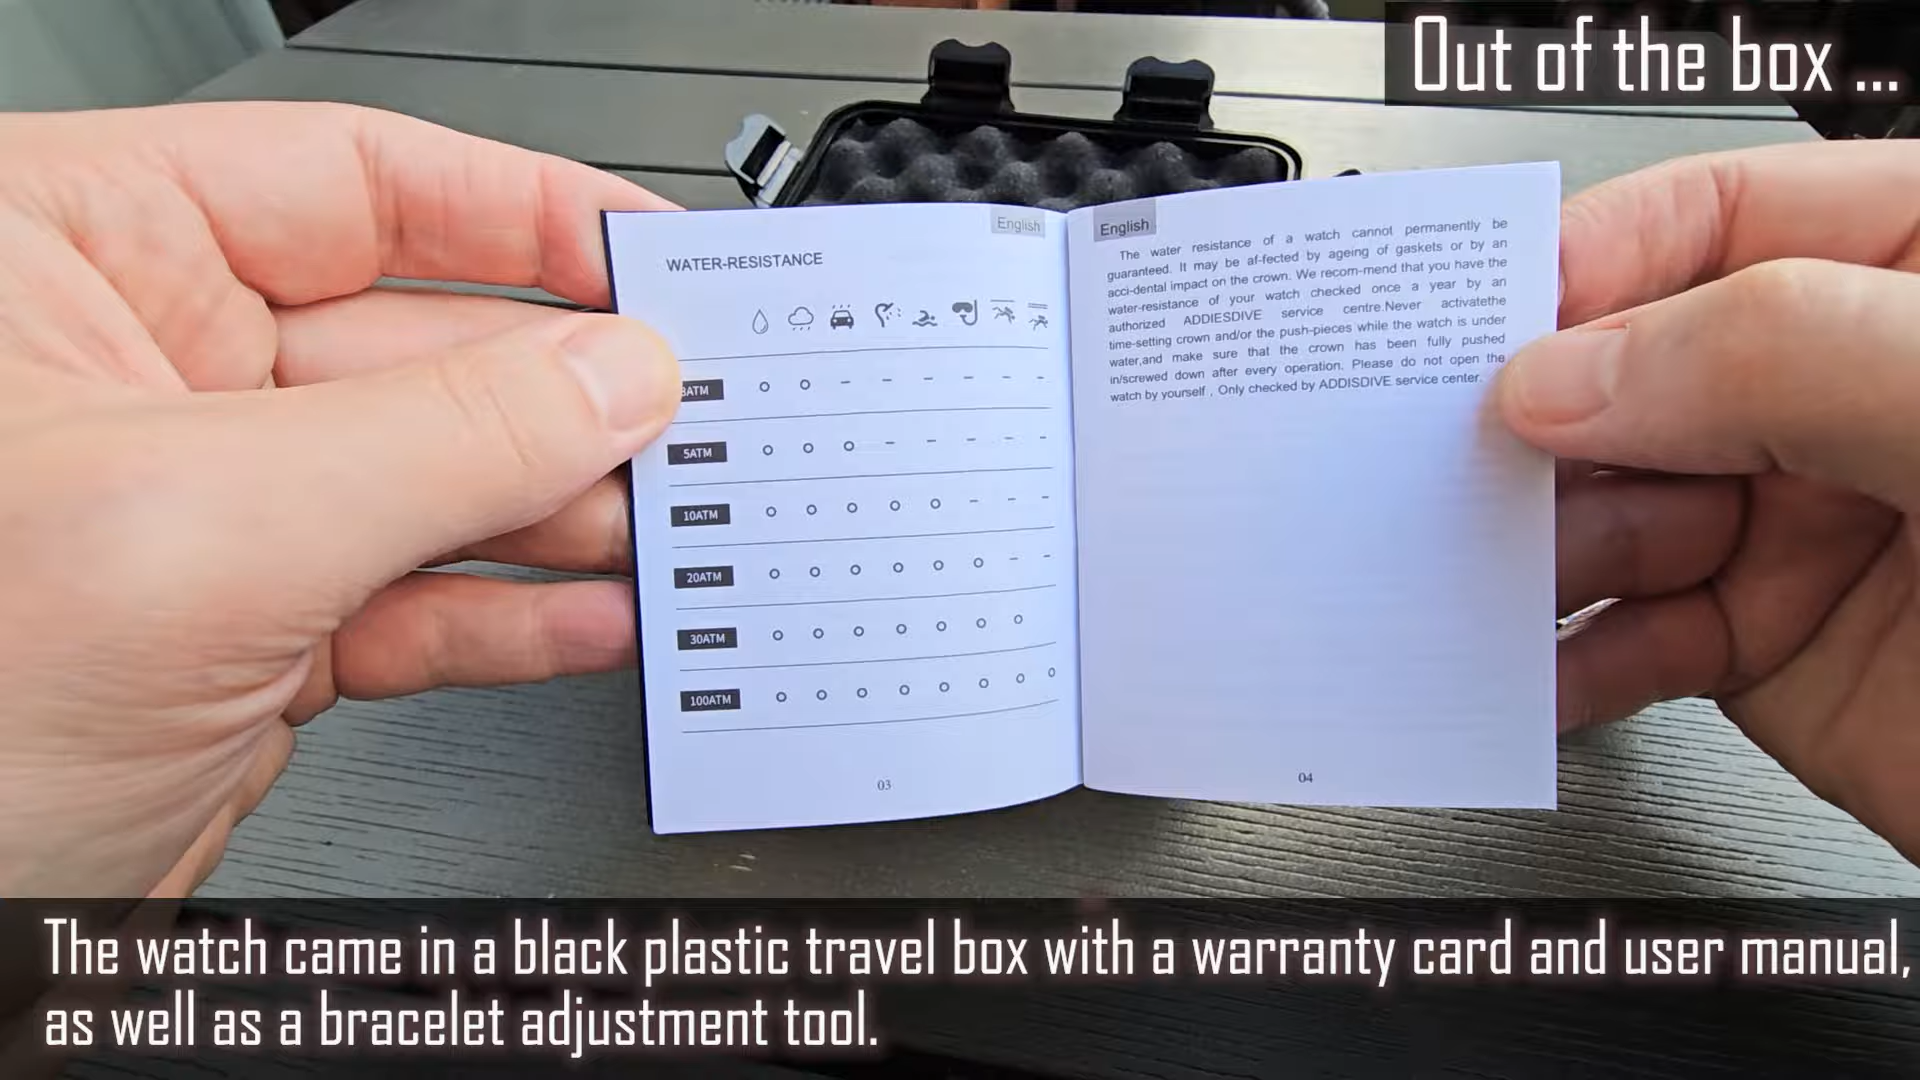 Out of the box ...
English
WATER-RESISTANCE
3ATM
5ATM
10ATM
20ATM
30ATM
100ATM
03
English
The water resistance of a watch cannot permanently be
guaranteed. It may be af-fected by ageing of gaskets or by an
acci-dental impact on the crown. We recom-mend that you have the
water-resistance of your watch checked once a year by an
authorized ADDIESDIVE service centre.Never activatethe
time-setting crown and/or the push-pieces while the watch is under
water,and make sure that the crown has been fully pushed
in/screwed down after every operation. Please do not open the
watch by yourself , Only checked by ADDISDIVE service center.
04
The watch came in a black plastic travel box with a warranty card and user manual,
as well as a bracelet adjustment tool.